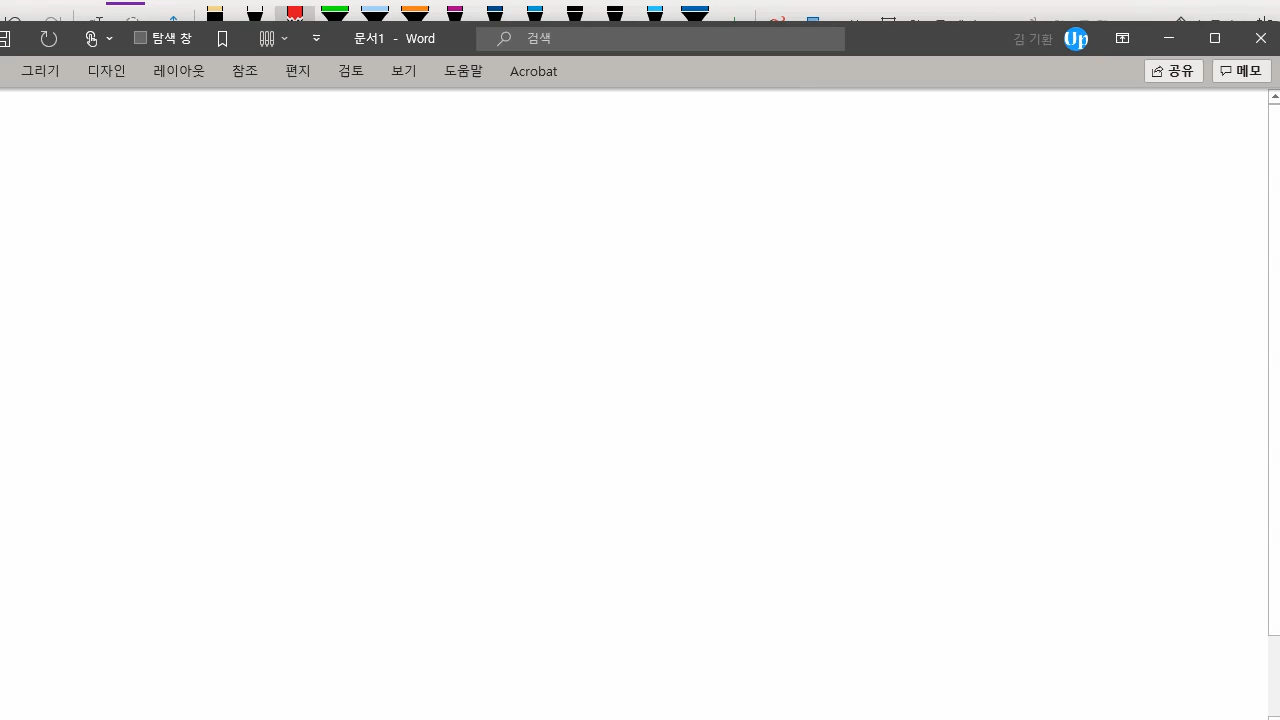 탐색 창 문서1 - Word 검색 김 기환 Up
그리기 디자인 레이아웃 참조 편지 검토 보기 도움말 Acrobat 공유 메모